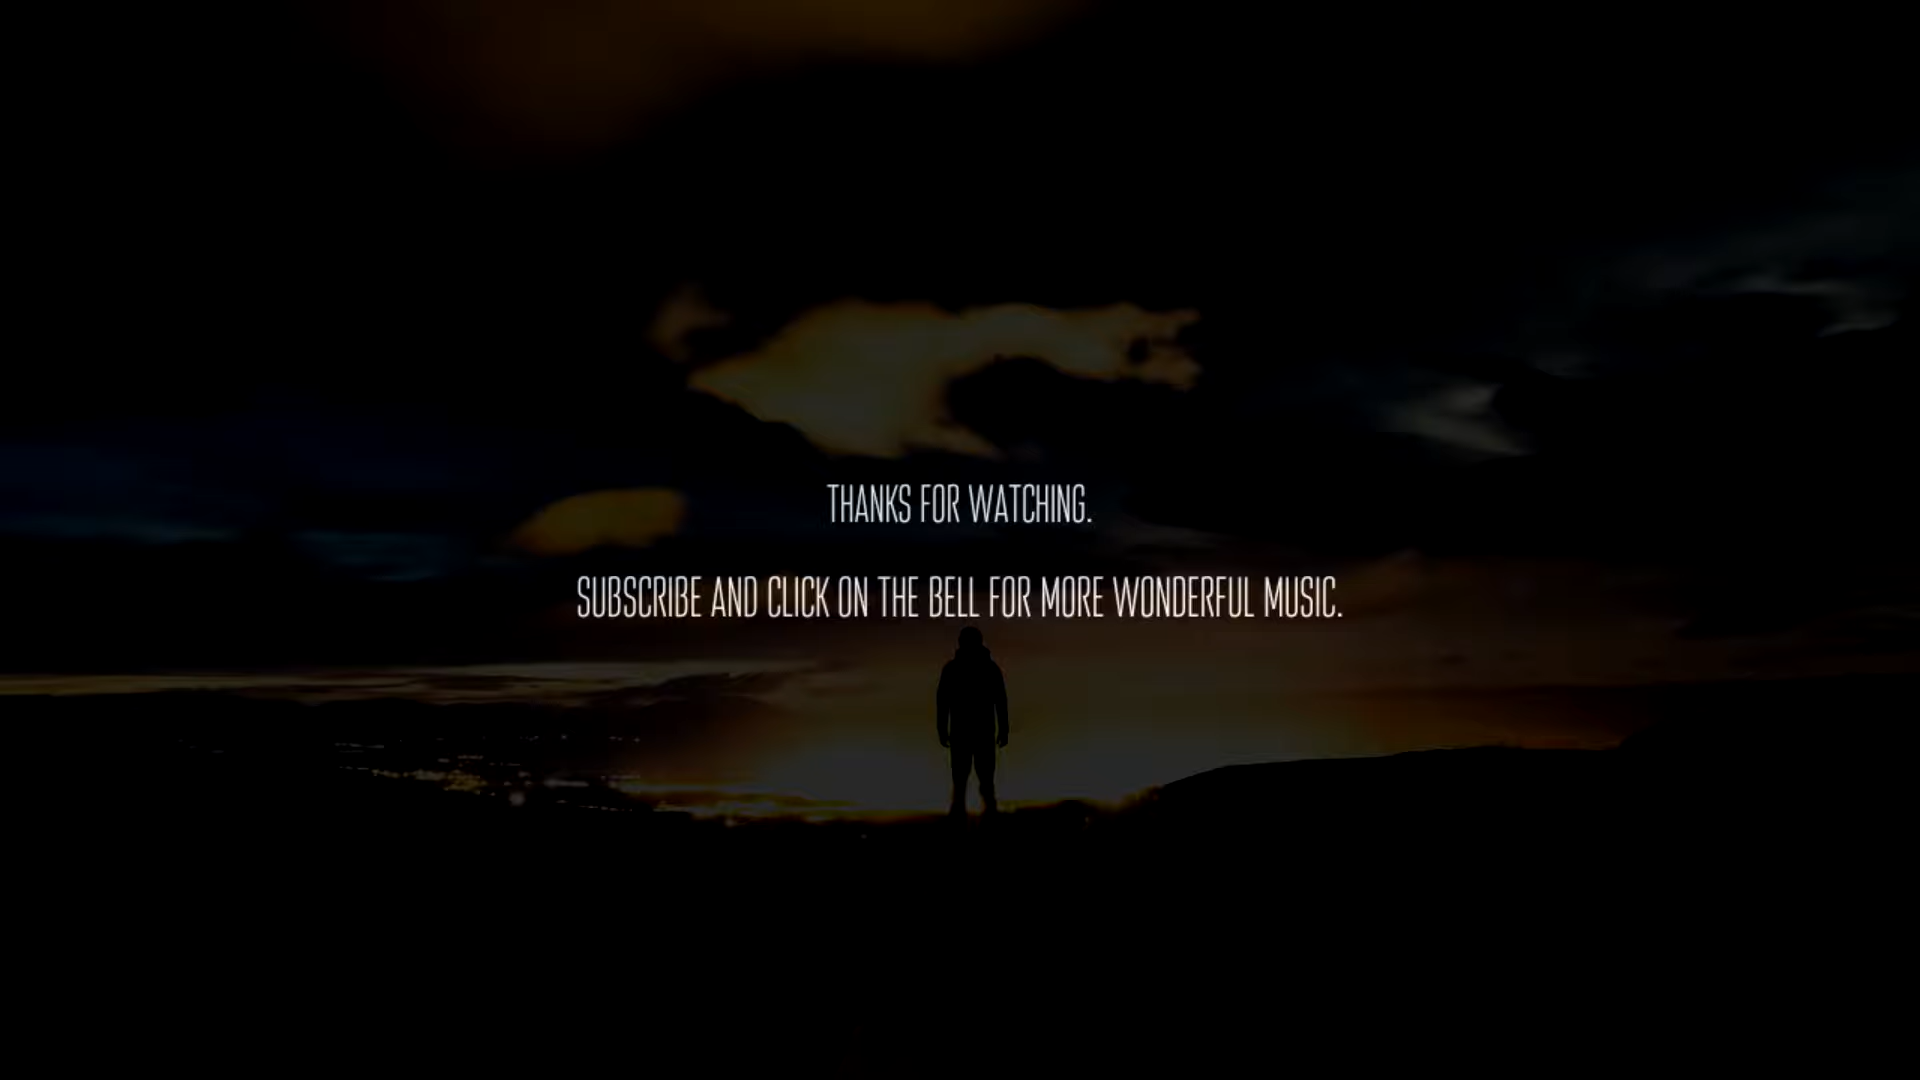 THANKS FOR WATCHING.
SUBSCRIBE AND CLICK ON THE BELL FOR MORE WONDERFUL MUSIC.